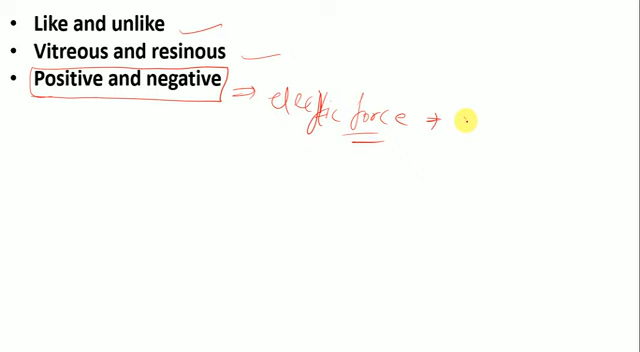 • Like and unlike
• Vitreous and resinous
• Positive and negative ⇒ electric force →